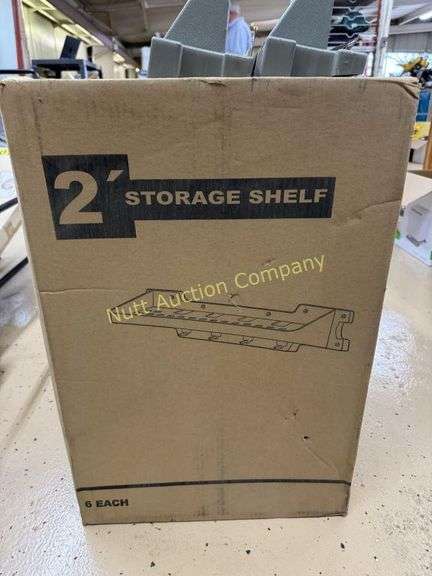 2′ STORAGE SHELF
Nutt Auction Company
6 EACH